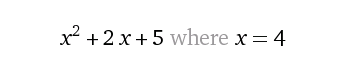 x² + 2 x + 5 where x = 4